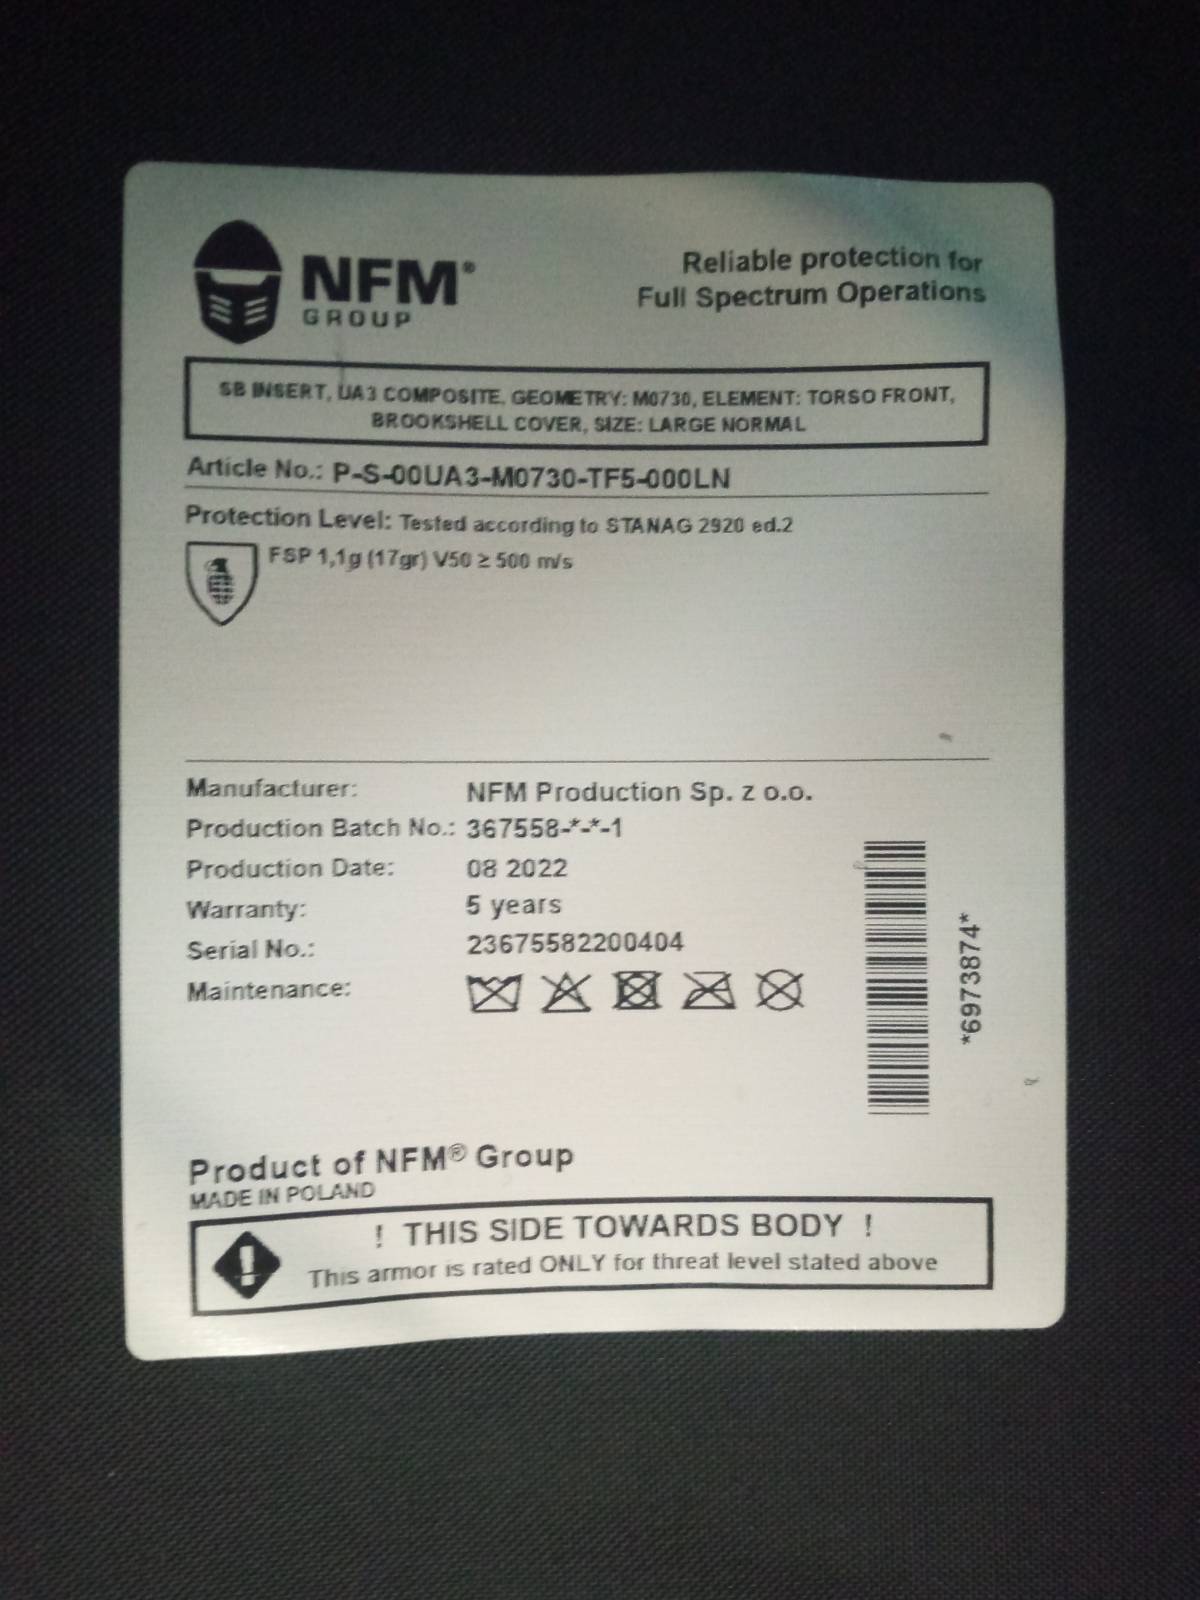 NFM®
GROUP
Reliable protection for
Full Spectrum Operations
SB INSERT, UA3 COMPOSITE, GEOMETRY: M0730, ELEMENT: TORSO FRONT,
BROOKSHELL COVER, SIZE: LARGE NORMAL
Article No.: P-S-00UA3-M0730-TF5-000LN
Protection Level: Tested according to STANAG 2920 ed.2
FSP 1,1g (17gr) V50 ≥ 500 m/s
Manufacturer: NFM Production Sp. z o.o.
Production Batch No.: 367558-*-*-1
Production Date: 08 2022
Warranty: 5 years
Serial No.: 23675582200404
Maintenance:
*6973874*
Product of NFM® Group
MADE IN POLAND
! THIS SIDE TOWARDS BODY !
This armor is rated ONLY for threat level stated above